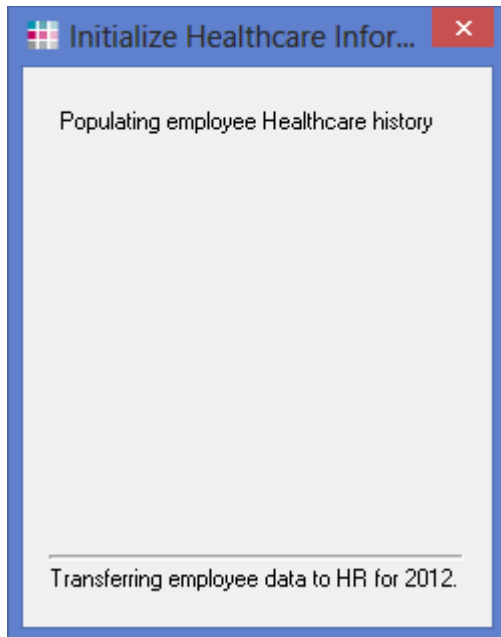 Initialize Healthcare Infor...
Populating employee Healthcare history
Transferring employee data to HR for 2012.